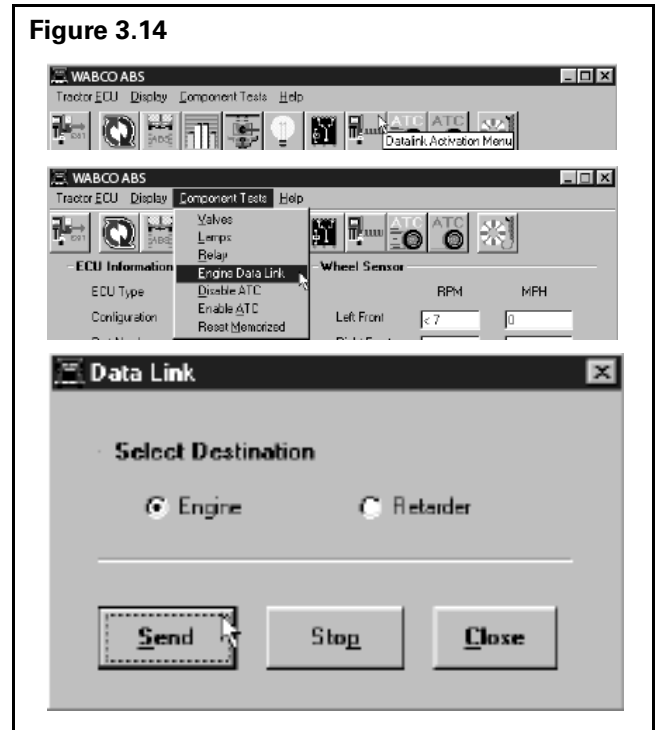 Figure 3.14
WABCO ABS
Tractor ECU Display Component Tests Help
ATC ATC
Datalink Activation Menu
WABCO ABS
Tractor ECU Display Component Tests Help
Valves
Lamps
Relay
Engine Data Link
Disable ATC
Enable ATC
Reset Memorized
ATC ATC
ECU Information
ECU Type
Configuration
Wheel Sensor
RPM MPH
Left Front <7 0
Data Link
Select Destination
Engine Retarder
Send Stop Close